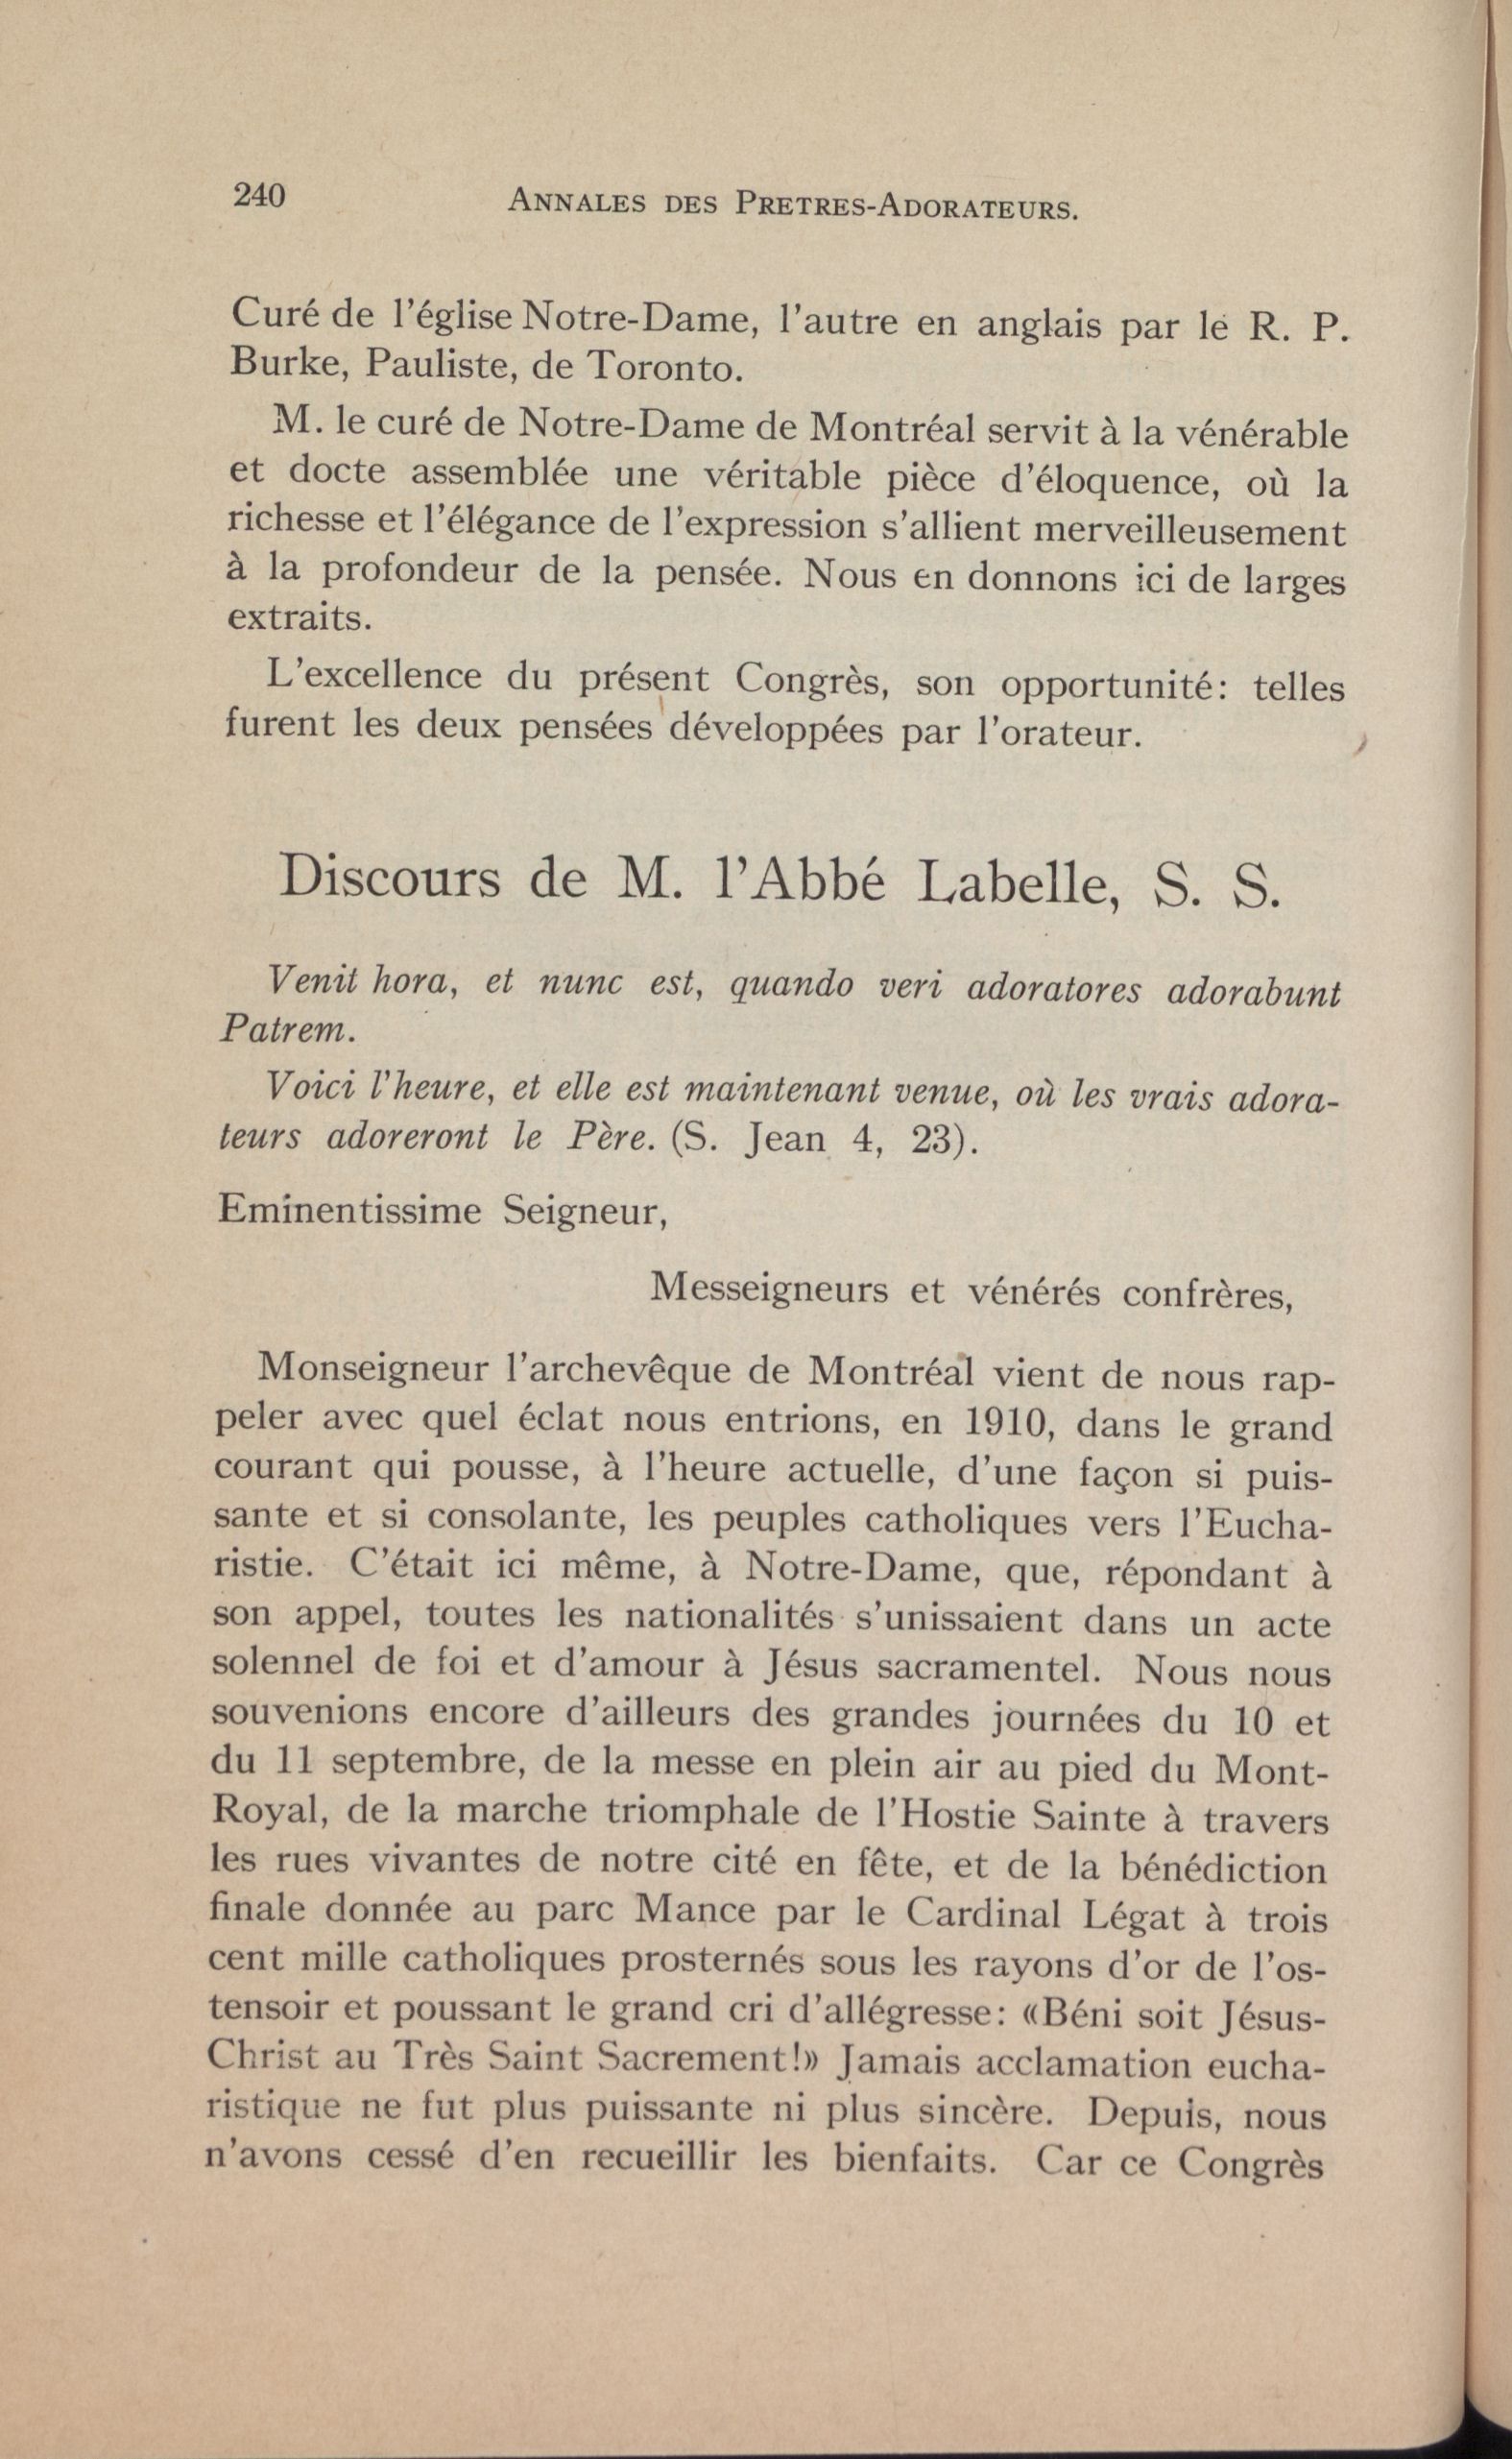 240
ANNALES DES PRETRES-ADORATEURS.
Curé de l'église Notre-Dame, l'autre en anglais par le R. P.
Burke, Pauliste, de Toronto.
M. le curé de Notre-Dame de Montréal servit à la vénérable
et docte assemblée une véritable pièce d'éloquence, où la
richesse et l'élégance de l'expression s'allient merveilleusement
à la profondeur de la pensée. Nous en donnons ici de larges
extraits.
L'excellence du présent Congrès, son opportunité: telles
furent les deux pensées développées par l'orateur.
Discours de M. l'Abbé Labelle, S. S.
Venit hora, et nunc est, quando veri adoratores adorabunt
Patrem.
Voici l'heure, et elle est maintenant venue, où les vrais adora-
teurs adoreront le Père. (S. Jean 4, 23).
Eminentissime Seigneur,
Messeigneurs et vénérés confrères,
Monseigneur l'archevêque de Montréal vient de nous rap-
peler avec quel éclat nous entrions, en 1910, dans le grand
courant qui pousse, à l'heure actuelle, d'une façon si puis-
sante et si consolante, les peuples catholiques vers l'Eucha-
ristie. C'était ici même, à Notre-Dame, que, répondant à
son appel, toutes les nationalités s'unissaient dans un acte
solennel de foi et d'amour à Jésus sacramentel. Nous nous
souvenions encore d'ailleurs des grandes journées du 10 et
du 11 septembre, de la messe en plein air au pied du Mont-
Royal, de la marche triomphale de l'Hostie Sainte à travers
les rues vivantes de notre cité en fête, et de la bénédiction
finale donnée au parc Mance par le Cardinal Légat à trois
cent mille catholiques prosternés sous les rayons d'or de l'os-
tensoir et poussant le grand cri d'allégresse: «Béni soit Jésus-
Christ au Très Saint Sacrement!» Jamais acclamation eucha-
ristique ne fut plus puissante ni plus sincère. Depuis, nous
n'avons cessé d'en recueillir les bienfaits. Car ce Congrès